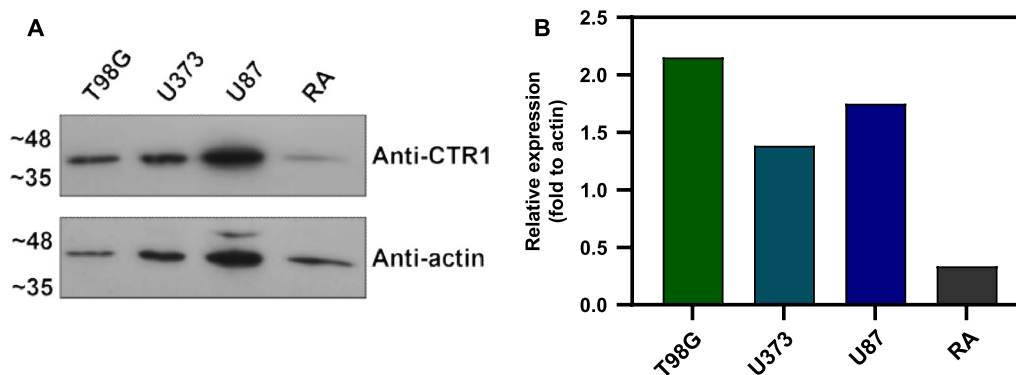 A
T98G
U373
U87
RA
~48
~35
Anti-CTR1
~48
~35
Anti-actin
B
Relative expression
(fold to actin)
2.5
2.0
1.5
1.0
0.5
0.0
T98G
U373
U87
RA